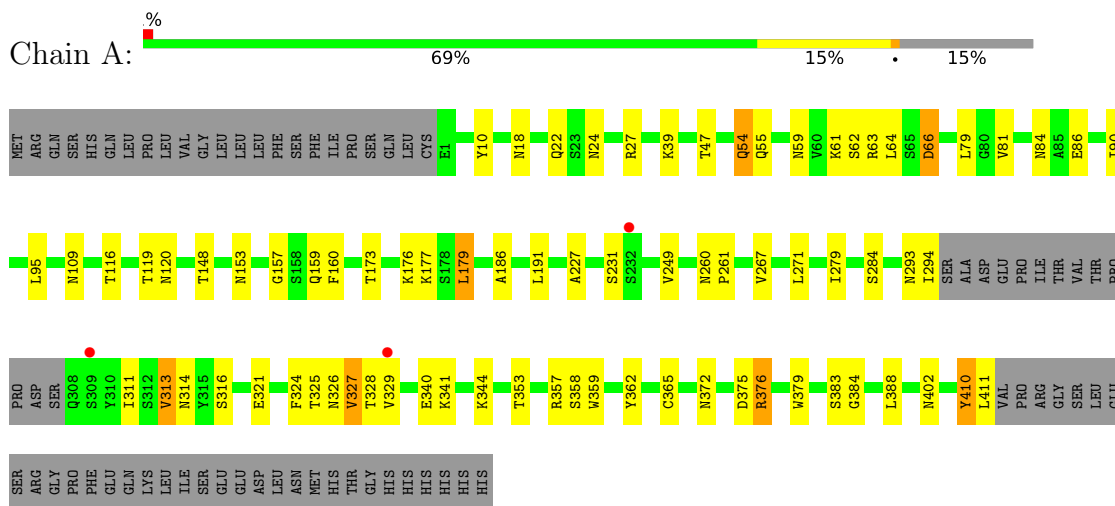 %
Chain A:
69% 15% • 15%
MET ARG GLN SER HIS GLN LEU PRO LEU VAL GLY LEU LEU LEU PHE SER PHE ILE PRO SER GLN LEU CYS E1 Y10 N18 Q22 S23 N24 R27 K39 T47 Q54 Q55 N59 V60 K61 S62 R63 L64 S65 D66 L79 G80 V81 N84 A85 E86
L95 N109 T116 T119 N120 T148 N153 G157 S158 Q159 F160 T173 K176 K177 S178 L179 A186 L191 A227 S231 S232 V249 N260 P261 V267 L271 I279 S284 N293 I294 SER ALA ASP GLU PRO ILE THR VAL THR PRO
PRO ASP SER Q308 S309 Y310 I311 S312 V313 N314 Y315 S316 E321 F324 T325 N326 V327 T328 V329 E340 K341 K344 T353 R357 S358 W359 Y362 C365 N372 D375 R376 W379 S383 G384 L388 N402 Y410 L411 VAL PRO ARG GLY SER LEU GLU
SER ARG GLY PRO PHE GLU GLN LYS LEU ILE SER GLU GLU ASP LEU ASN MET HIS THR GLY HIS HIS HIS HIS HIS HIS